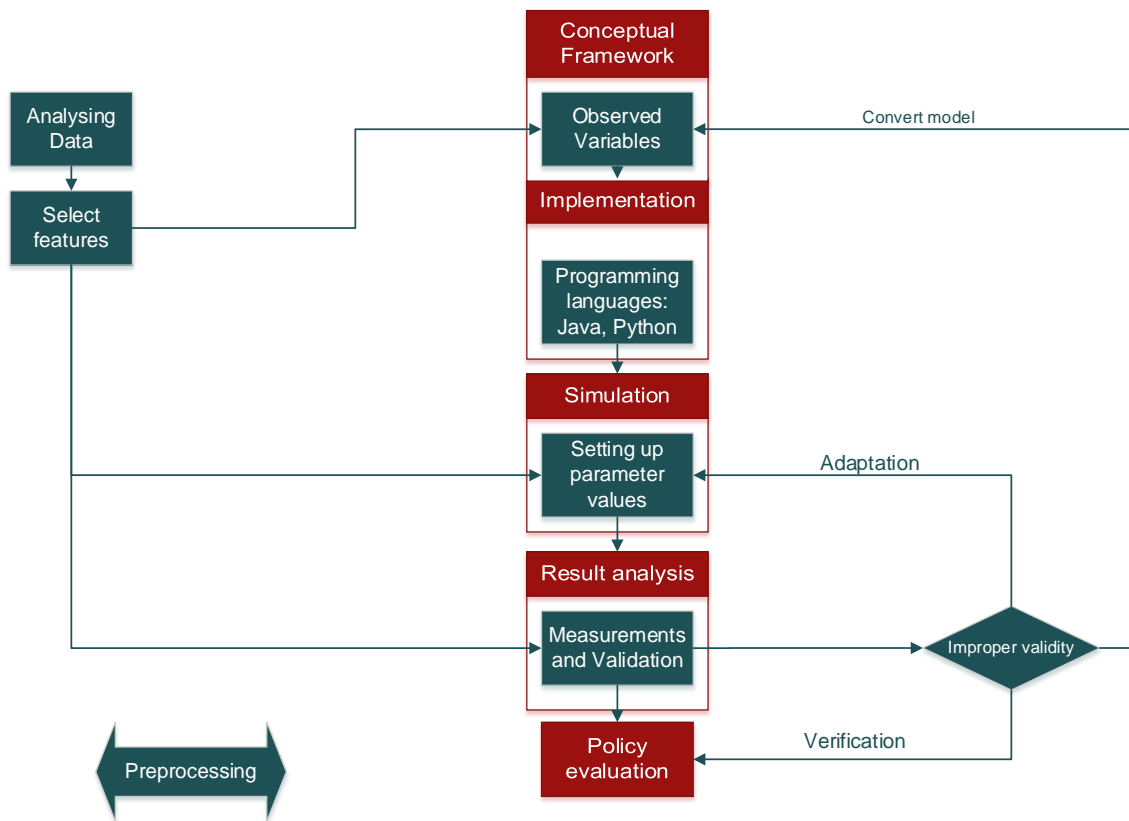 Conceptual
Framework
Analysing
Data
Observed
Variables
Convert model
Select
features
Implementation
Programming
languages:
Java, Python
Simulation
Setting up
parameter
values
Adaptation
Result analysis
Measurements
and Validation
Improper validity
Policy
evaluation
Verification
Preprocessing